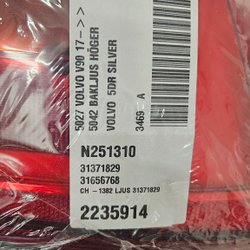 5027 VOLVO V90 17->>>
5042 BAKLJUS HÖGER
VOLVO 5DR SILVER
3469 A
N251310
31371829
31656768
CH -1382 LJUS 31371829
2235914